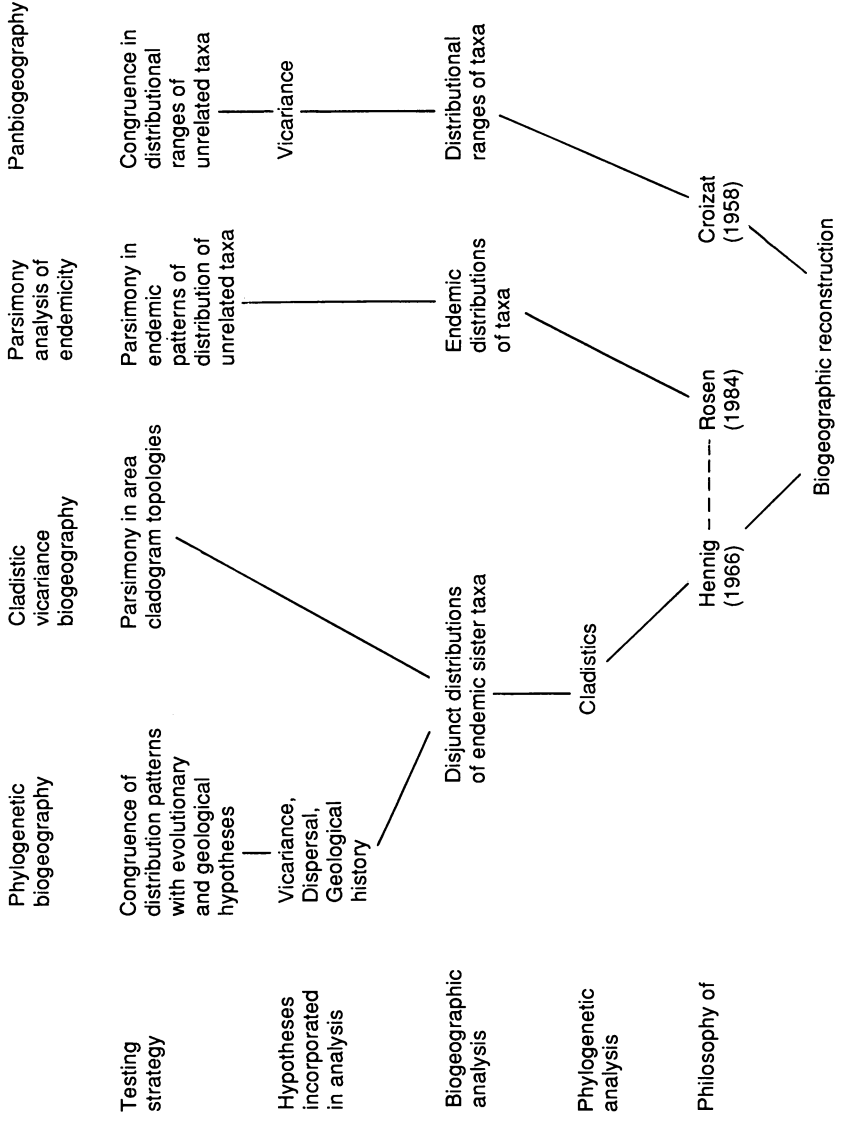 Phylogenetic
biogeography
Cladistic
vicariance
biogeography
Parsimony
analysis of
endemicity
Panbiogeography
Testing
strategy
Congruence of
distribution patterns
with evolutionary
and geological
hypotheses
Parsimony in area
cladogram topologies
Parsimony in
endemic
patterns of
distribution of
unrelated taxa
Congruence in
distributional
ranges of
unrelated taxa
Hypotheses
incorporated
in analysis
Vicariance,
Dispersal,
Geological
history
Vicariance
Biogeographic
analysis
Disjunct distributions
of endemic sister taxa
Endemic
distributions
of taxa
Distributional
ranges of taxa
Phylogenetic
analysis
Cladistics
Philosophy of
Hennig
(1966)
Rosen
(1984)
Croizat
(1958)
Biogeographic reconstruction